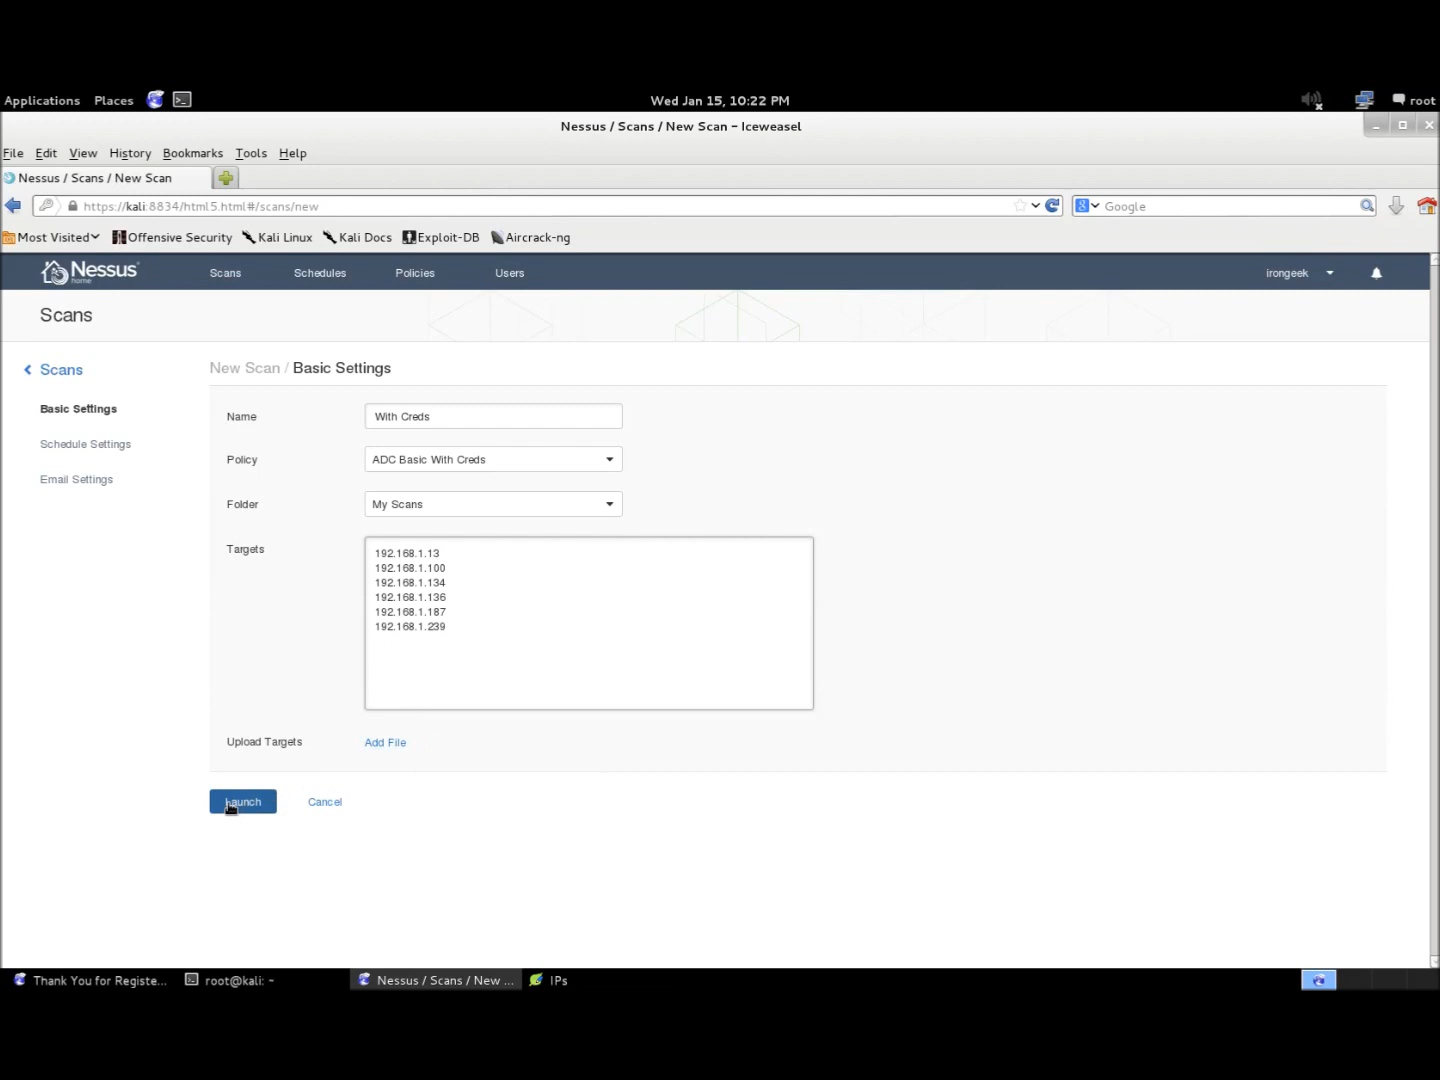 Applications Places
Wed Jan 15, 10:22 PM
root
Nessus / Scans / New Scan - Iceweasel
File Edit View History Bookmarks Tools Help
Nessus / Scans / New Scan
https://kali:8834/html5.html#/scans/new
Google
Most Visited Offensive Security Kali Linux Kali Docs Exploit-DB Aircrack-ng
Nessus home
Scans Schedules Policies Users
irongeek
Scans
Scans
Basic Settings
Schedule Settings
Email Settings
New Scan / Basic Settings
Name With Creds
Policy ADC Basic With Creds
Folder My Scans
Targets
192.168.1.13
192.168.1.100
192.168.1.134
192.168.1.136
192.168.1.187
192.168.1.239
Upload Targets Add File
Launch Cancel
Thank You for Registe... root@kali: ~ Nessus / Scans / New ... IPs